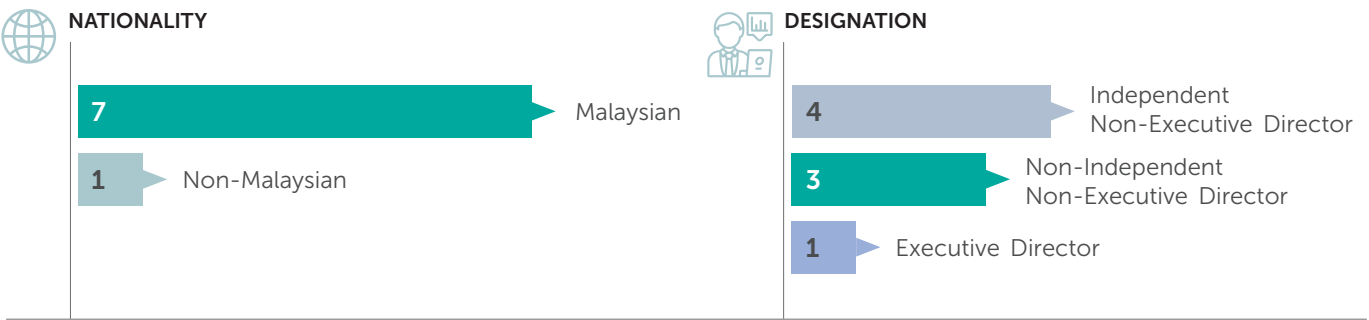 NATIONALITY
7
Malaysian
1
Non-Malaysian
DESIGNATION
4
Independent
Non-Executive Director
3
Non-Independent
Non-Executive Director
1
Executive Director